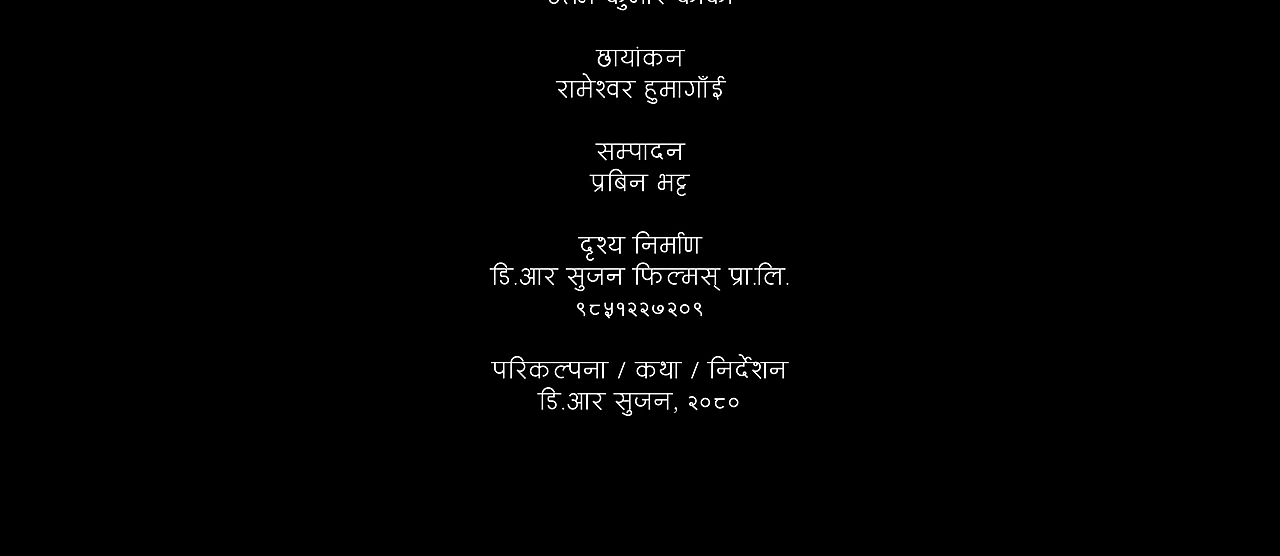 छायांकन
रामेश्वर हुमागाँई
सम्पादन
प्रबिन भट्ट
दृश्य निर्माण
डि.आर सुजन फिल्मस् प्रा.लि.
९८५१२२७२०९
परिकल्पना / कथा / निर्देशन
डि.आर सुजन, २०८०